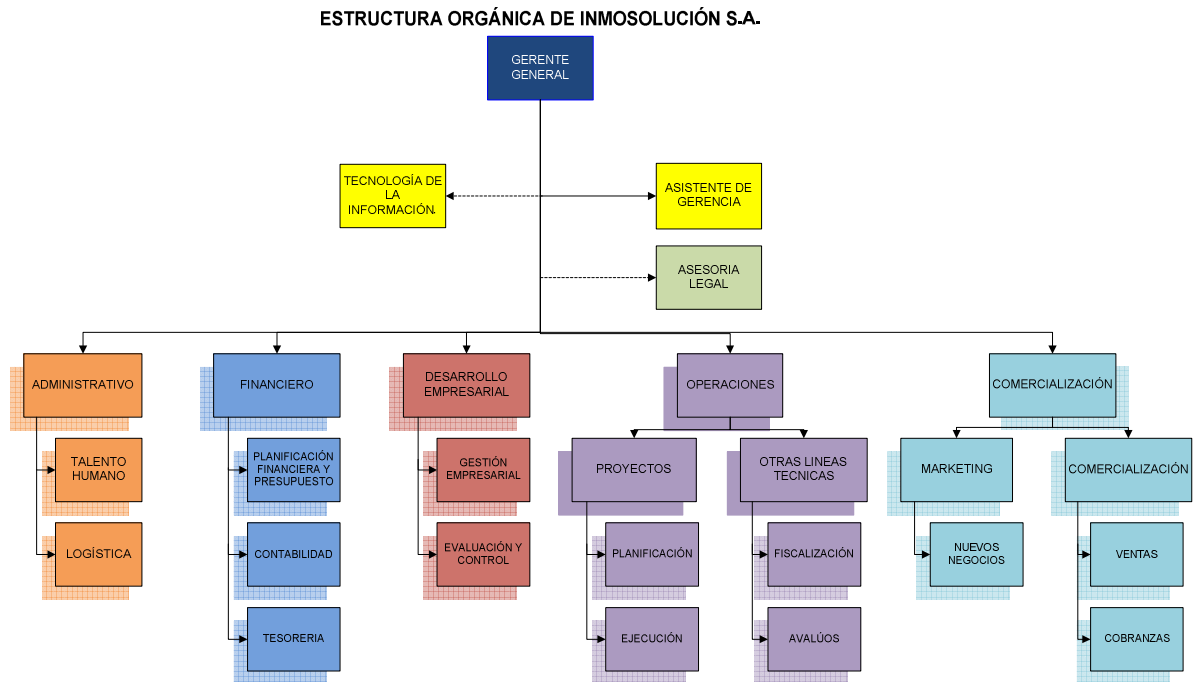 ESTRUCTURA ORGÁNICA DE INMOSOLUCIÓN S.A.
GERENTE
GENERAL
TECNOLOGÍA DE
LA
INFORMACIÓN.
ASISTENTE DE
GERENCIA
ASESORIA
LEGAL
ADMINISTRATIVO
FINANCIERO
DESARROLLO
EMPRESARIAL
OPERACIONES
COMERCIALIZACIÓN
TALENTO
HUMANO
PLANIFICACIÓN
FINANCIERA Y
PRESUPUESTO
GESTIÓN
EMPRESARIAL
PROYECTOS
OTRAS LINEAS
TECNICAS
MARKETING
COMERCIALIZACIÓN
LOGÍSTICA
CONTABILIDAD
EVALUACIÓN Y
CONTROL
PLANIFICACIÓN
FISCALIZACIÓN
NUEVOS
NEGOCIOS
VENTAS
TESORERIA
EJECUCIÓN
AVALÚOS
COBRANZAS